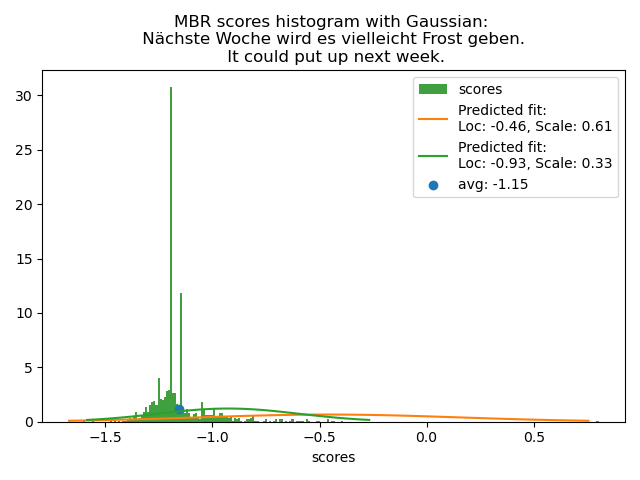 MBR scores histogram with Gaussian:
Nächste Woche wird es vielleicht Frost geben.
It could put up next week.
scores
Predicted fit:
Loc: -0.46, Scale: 0.61
Predicted fit:
Loc: -0.93, Scale: 0.33
avg: -1.15
30
25
20
15
10
5
0
−1.5 −1.0 −0.5 0.0 0.5
scores